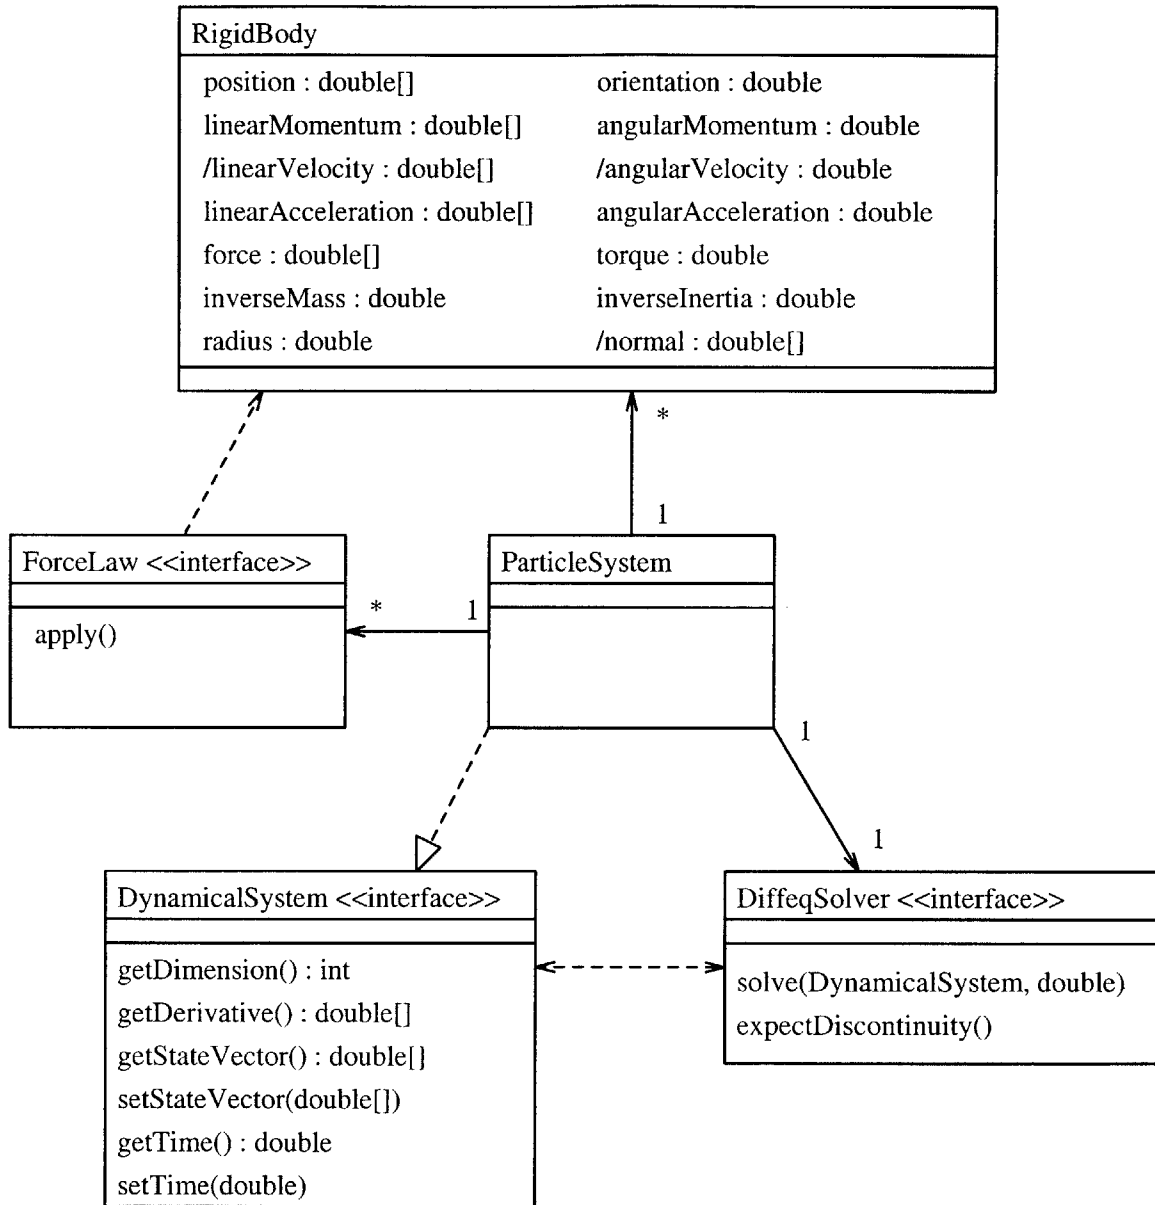 RigidBody
position : double[] orientation : double
linearMomentum : double[] angularMomentum : double
/linearVelocity : double[] /angularVelocity : double
linearAcceleration : double[] angularAcceleration : double
force : double[] torque : double
inverseMass : double inverseInertia : double
radius : double /normal : double[]
*
1
ForceLaw <<interface>>
apply()
* 1
ParticleSystem
1
1
DynamicalSystem <<interface>>
getDimension() : int
getDerivative() : double[]
getStateVector() : double[]
setStateVector(double[])
getTime() : double
setTime(double)
DiffeqSolver <<interface>>
solve(DynamicalSystem, double)
expectDiscontinuity()